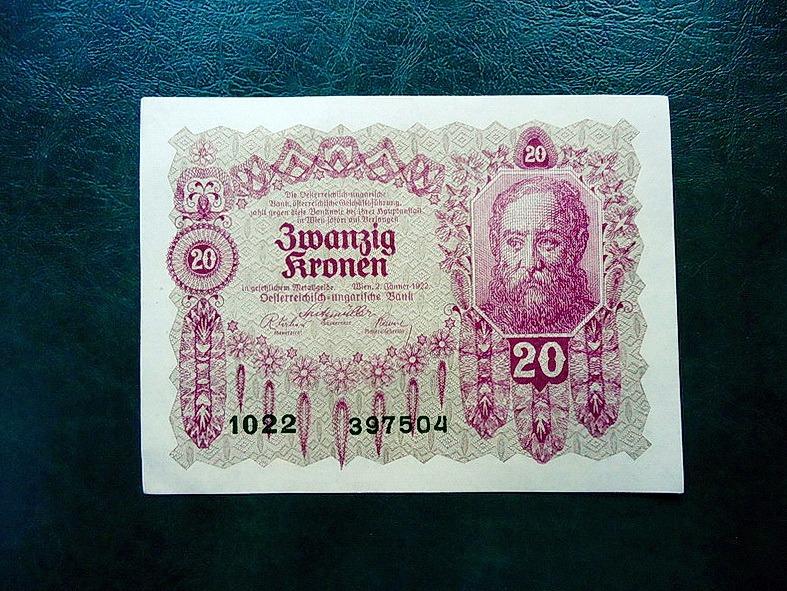 20
Die Oesterreichisch-ungarische
Bank, österreichische Geschäftsführung,
zahlt gegen diese Banknote bei ihrer Hauptanstalt
in Wien sofort auf Verlangen
20
Zwanzig
Kronen
in gesetzlichem Metallgelde. Wien, 2. Jänner 1922
Oesterreichisch-ungarische Bank
20
1022 397504